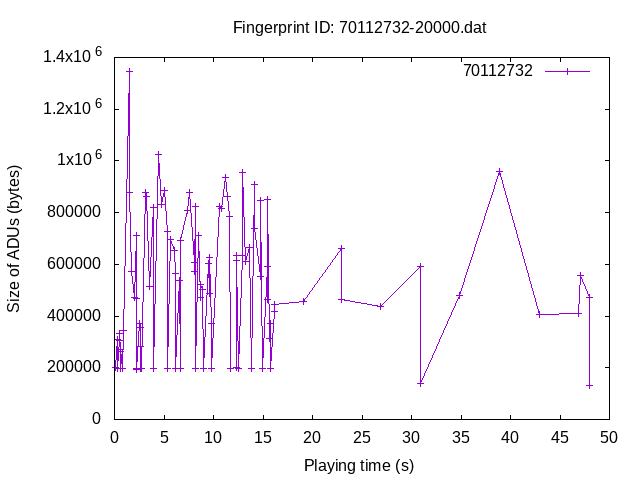 Fingerprint ID: 70112732-20000.dat
70112732
1.4x10^6
1.2x10^6
1x10^6
800000
600000
400000
200000
0
Size of ADUs (bytes)
0 5 10 15 20 25 30 35 40 45 50
Playing time (s)